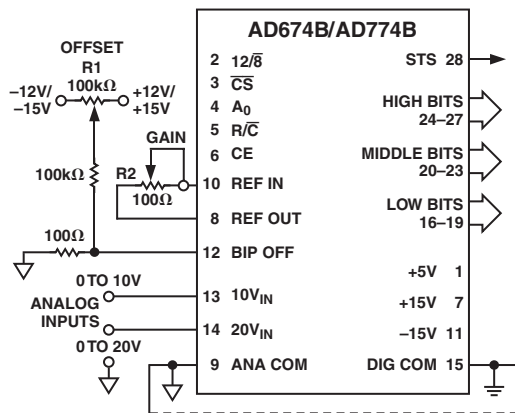 AD674B/AD774B
OFFSET
R1
100kΩ
–12V/
–15V
+12V/
+15V
100kΩ
GAIN
R2
100Ω
100Ω
0 TO 10V
ANALOG
INPUTS
0 TO 20V
2 12/8̅
3 C̅S̅
4 A0
5 R/C̅
6 CE
10 REF IN
8 REF OUT
12 BIP OFF
13 10VIN
14 20VIN
9 ANA COM
STS 28
HIGH BITS
24–27
MIDDLE BITS
20–23
LOW BITS
16–19
+5V 1
+15V 7
–15V 11
DIG COM 15